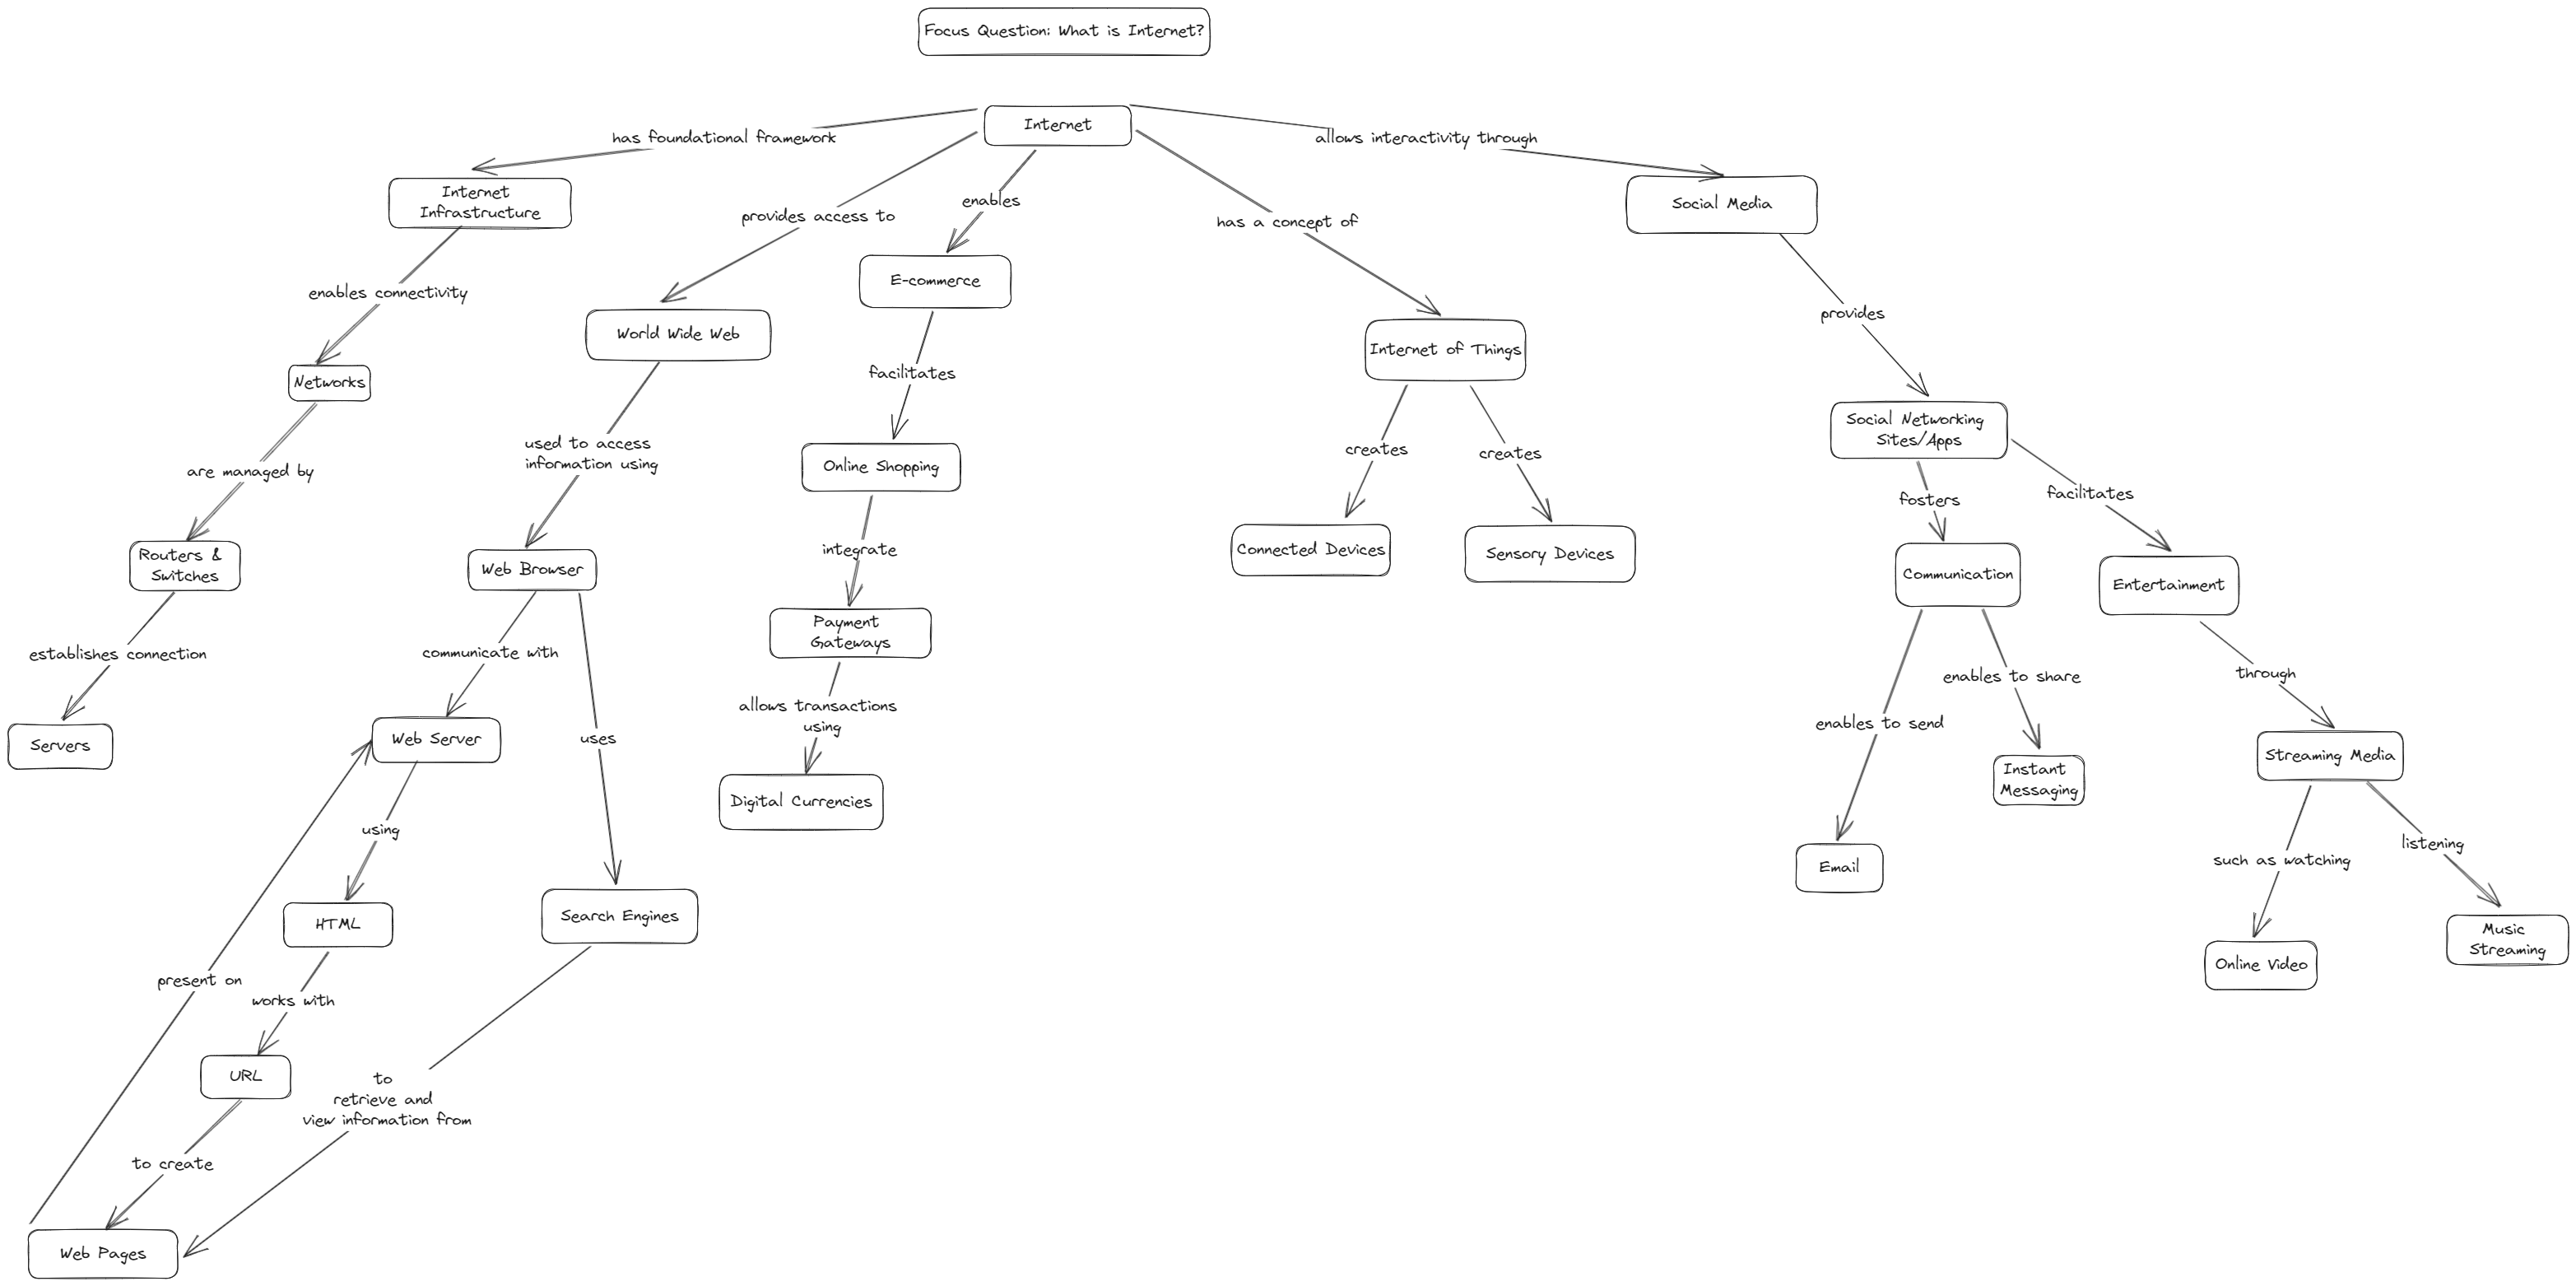 Focus Question: What is Internet?
Internet
has foundational framework
allows interactivity through
Internet
Infrastructure
provides access to
enables
has a concept of
Social Media
enables connectivity
E-commerce
World Wide Web
Internet of Things
provides
Networks
facilitates
Social Networking
Sites/Apps
used to access
information using
are managed by
Online Shopping
creates
creates
fosters
facilitates
Routers &
Switches
Web Browser
integrate
Connected Devices
Sensory Devices
Communication
Entertainment
establishes connection
communicate with
Payment
Gateways
enables to share
through
Servers
Web Server
uses
allows transactions
using
enables to send
Instant
Messaging
Streaming Media
using
Digital Currencies
Email
such as watching
listening
HTML
Search Engines
Online Video
Music
Streaming
present on
works with
URL
to
retrieve and
view information from
to create
Web Pages